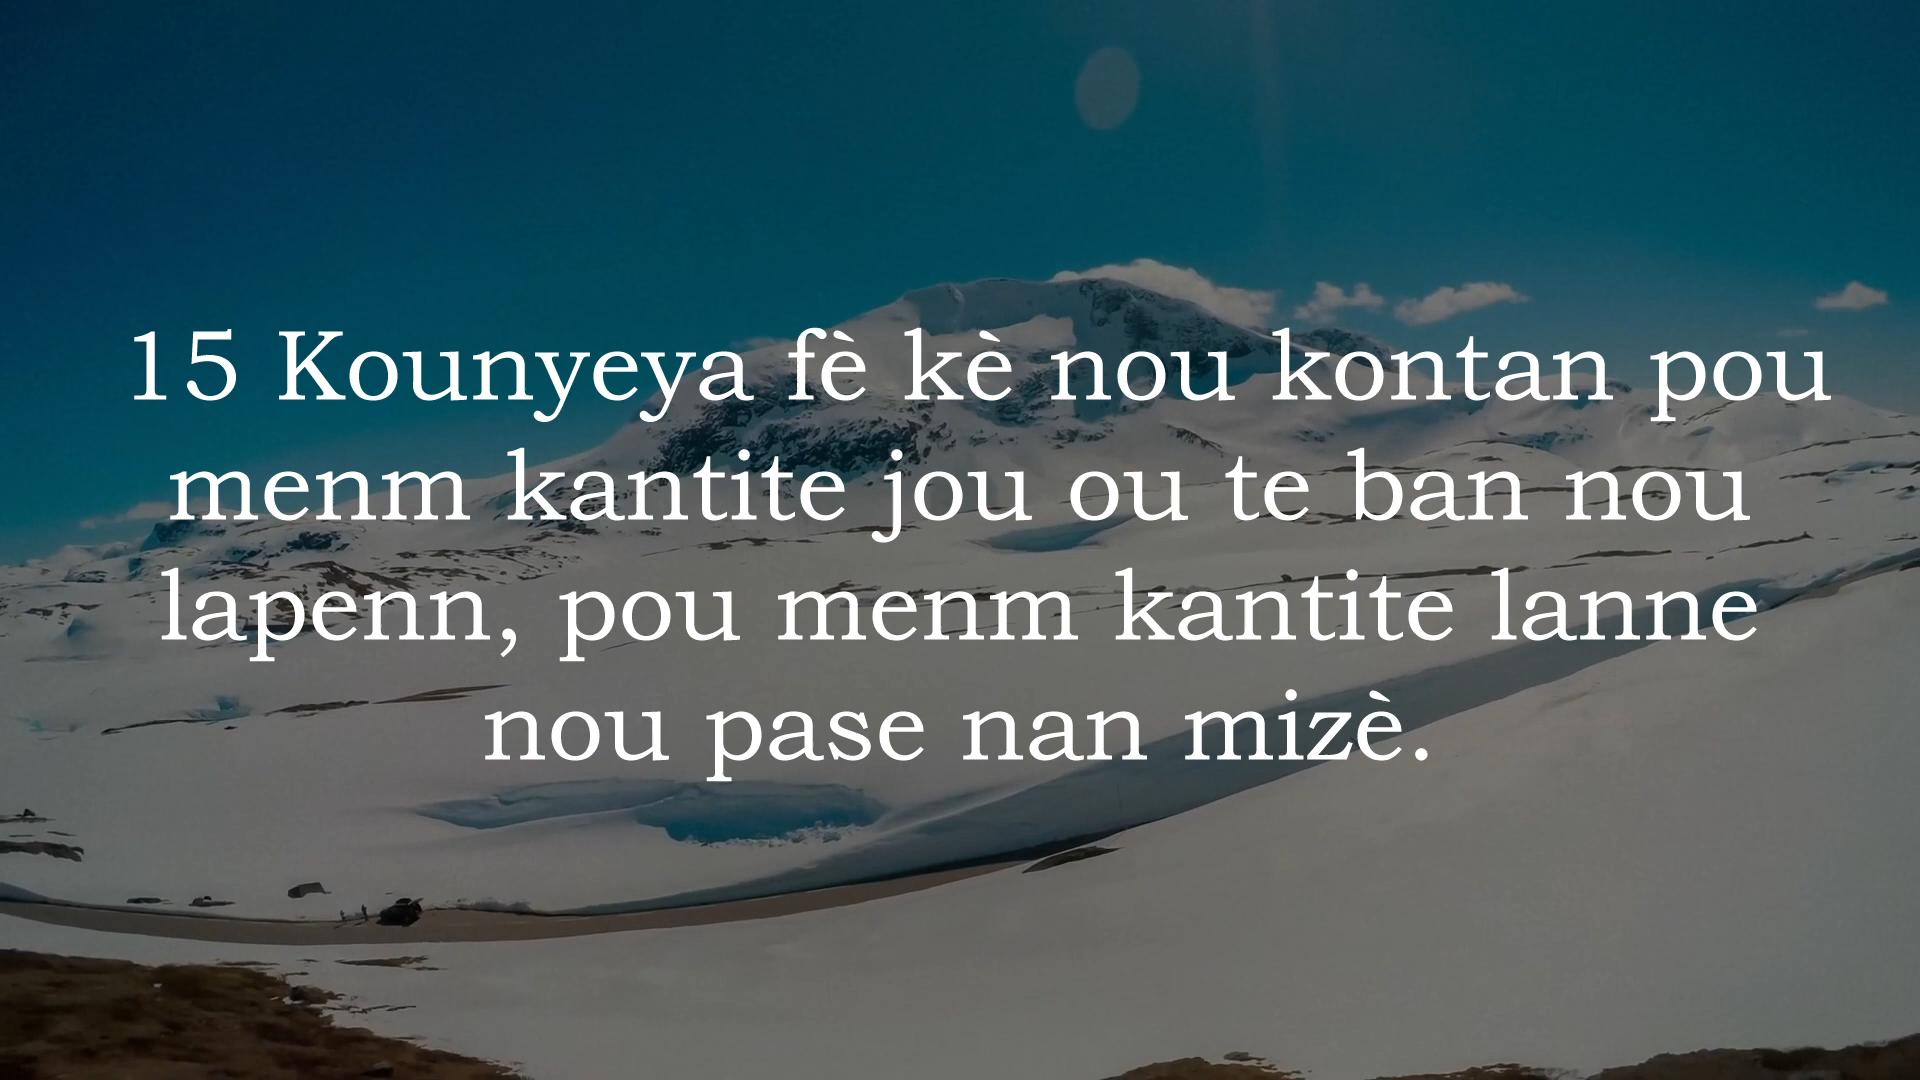 15 Kounyeya fè kè nou kontan pou
menm kantite jou ou te ban nou
lapenn, pou menm kantite lanne
nou pase nan mizè.